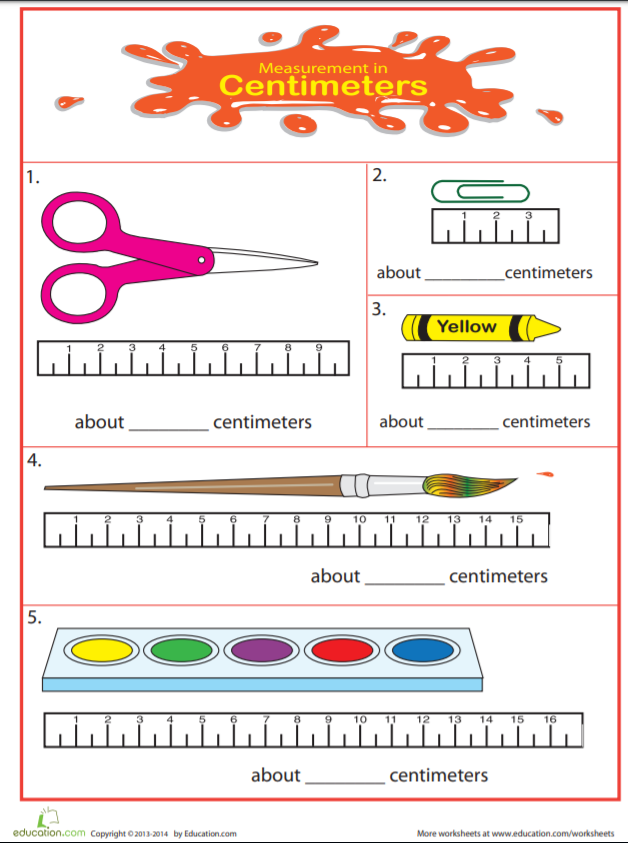 Measurement in
Centimeters
1.
1 2 3 4 5 6 7 8 9
about ________ centimeters
2.
1 2 3
about ________centimeters
3.
Yellow
1 2 3 4 5
about ________ centimeters
4.
1 2 3 4 5 6 7 8 9 10 11 12 13 14 15
about ________ centimeters
5.
1 2 3 4 5 6 7 8 9 10 11 12 13 14 15 16
about ________ centimeters
education.com Copyright © 2013-2014 by Education.com
More worksheets at www.education.com/worksheets